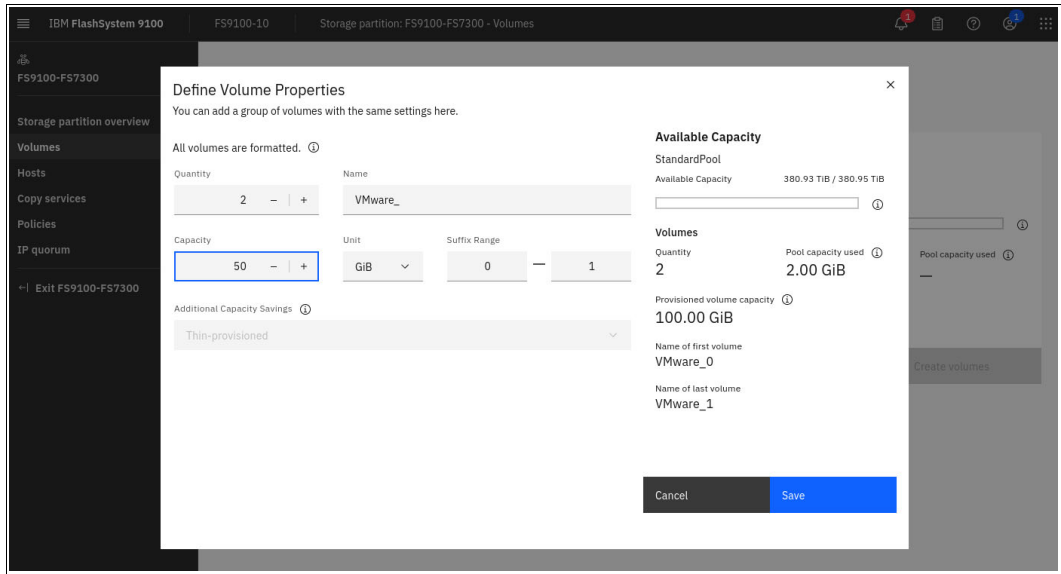 IBM FlashSystem 9100 FS9100-10 Storage partition: FS9100-FS7300 - Volumes 1 1
FS9100-FS7300
Storage partition overview
Volumes
Hosts
Copy services
Policies
IP quorum
Exit FS9100-FS7300
Define Volume Properties
You can add a group of volumes with the same settings here.
All volumes are formatted.
Quantity Name
2 - + VMware_
Capacity Unit Suffix Range
50 - + GiB 0 — 1
Additional Capacity Savings
Thin-provisioned
Available Capacity
StandardPool
Available Capacity 380.93 TiB / 380.95 TiB
Volumes
Quantity Pool capacity used
2 2.00 GiB
Provisioned volume capacity
100.00 GiB
Name of first volume
VMware_0
Name of last volume
VMware_1
Cancel Save
Pool capacity used
—
Create volumes